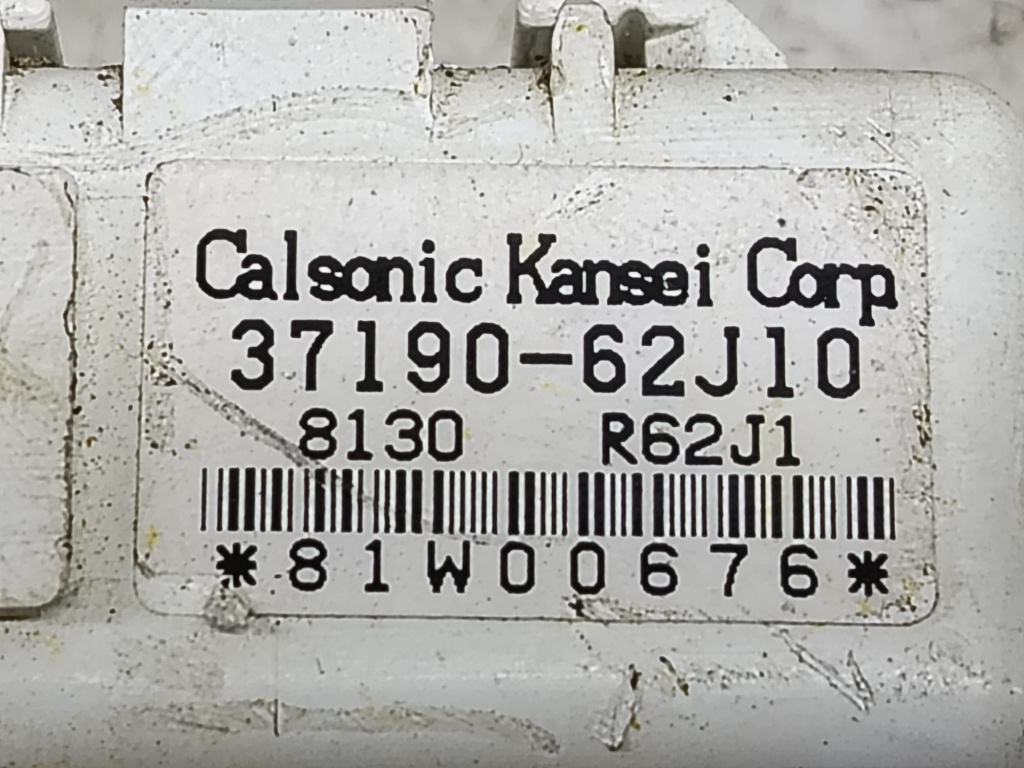 Calsonic Kansei Corp
37190-62J10
8130 R62J1
*81W00676*